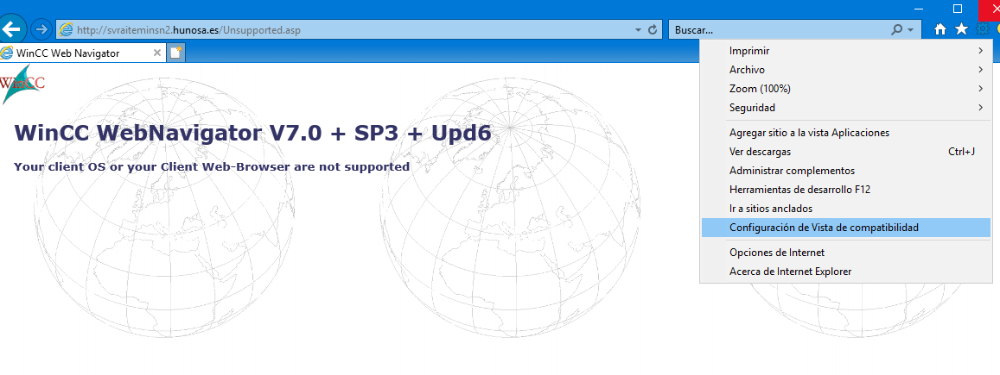 http://svraiteminsn2.hunosa.es/Unsupported.asp
Buscar...
WinCC Web Navigator
WinCC
WinCC WebNavigator V7.0 + SP3 + Upd6
Your client OS or your Client Web-Browser are not supported
Imprimir
Archivo
Zoom (100%)
Seguridad
Agregar sitio a la vista Aplicaciones
Ver descargas Ctrl+J
Administrar complementos
Herramientas de desarrollo F12
Ir a sitios anclados
Configuración de Vista de compatibilidad
Opciones de Internet
Acerca de Internet Explorer